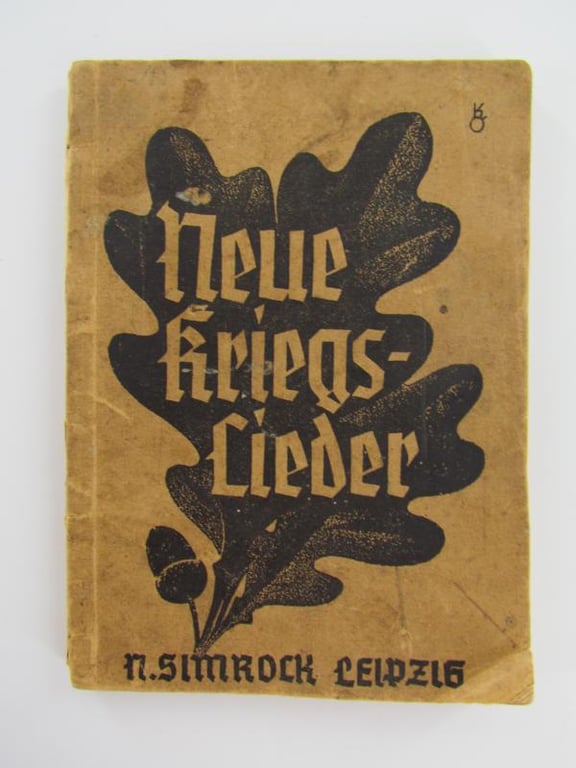 Neue
Kriegs-
Lieder
N. SIMROCK LEIPZIG